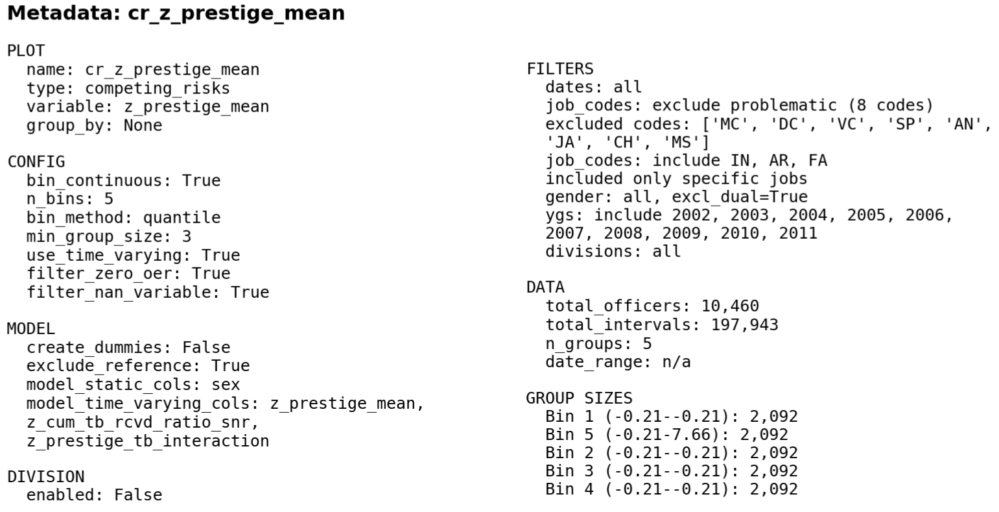 Metadata: cr_z_prestige_mean
PLOT
name: cr_z_prestige_mean
type: competing_risks
variable: z_prestige_mean
group_by: None
CONFIG
bin_continuous: True
n_bins: 5
bin_method: quantile
min_group_size: 3
use_time_varying: True
filter_zero_oer: True
filter_nan_variable: True
MODEL
create_dummies: False
exclude_reference: True
model_static_cols: sex
model_time_varying_cols: z_prestige_mean,
z_cum_tb_rcvd_ratio_snr,
z_prestige_tb_interaction
DIVISION
enabled: False
FILTERS
dates: all
job_codes: exclude problematic (8 codes)
excluded codes: ['MC', 'DC', 'VC', 'SP', 'AN',
'JA', 'CH', 'MS']
job_codes: include IN, AR, FA
included only specific jobs
gender: all, excl_dual=True
ygs: include 2002, 2003, 2004, 2005, 2006,
2007, 2008, 2009, 2010, 2011
divisions: all
DATA
total_officers: 10,460
total_intervals: 197,943
n_groups: 5
date_range: n/a
GROUP SIZES
Bin 1 (-0.21--0.21): 2,092
Bin 5 (-0.21-7.66): 2,092
Bin 2 (-0.21--0.21): 2,092
Bin 3 (-0.21--0.21): 2,092
Bin 4 (-0.21--0.21): 2,092